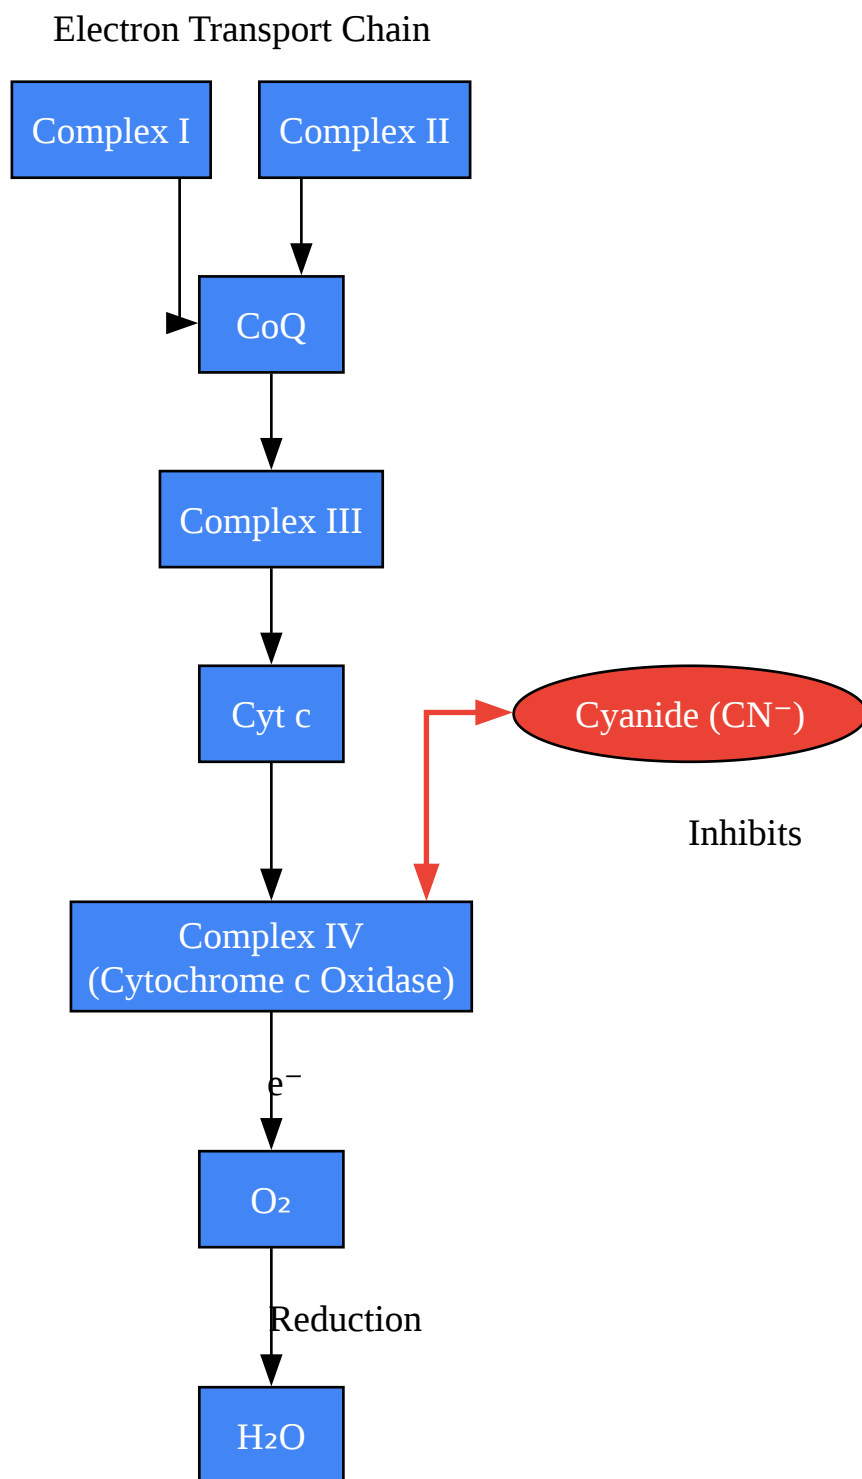 Electron Transport Chain
Complex I
Complex II
CoQ
Complex III
Cyt c
Cyanide (CN⁻)
Inhibits
Complex IV
(Cytochrome c Oxidase)
e⁻
O₂
Reduction
H₂O